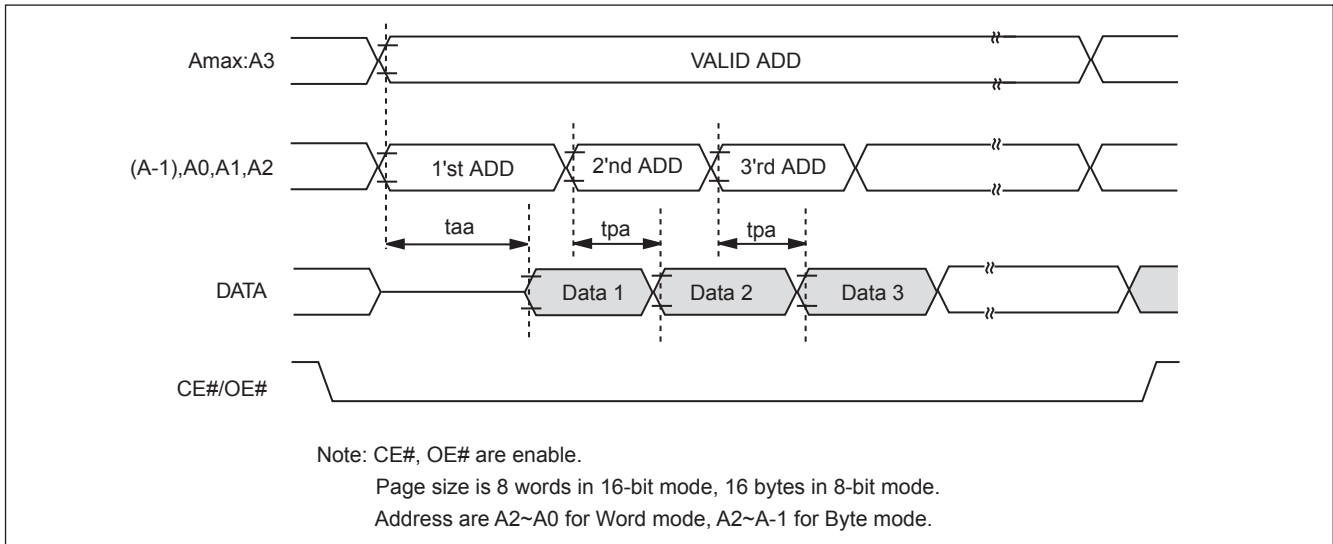 Amax:A3
VALID ADD
(A-1),A0,A1,A2
1'st ADD
2'nd ADD
3'rd ADD
taa
tpa
tpa
DATA
Data 1
Data 2
Data 3
CE#/OE#
Note: CE#, OE# are enable.
Page size is 8 words in 16-bit mode, 16 bytes in 8-bit mode.
Address are A2~A0 for Word mode, A2~A-1 for Byte mode.